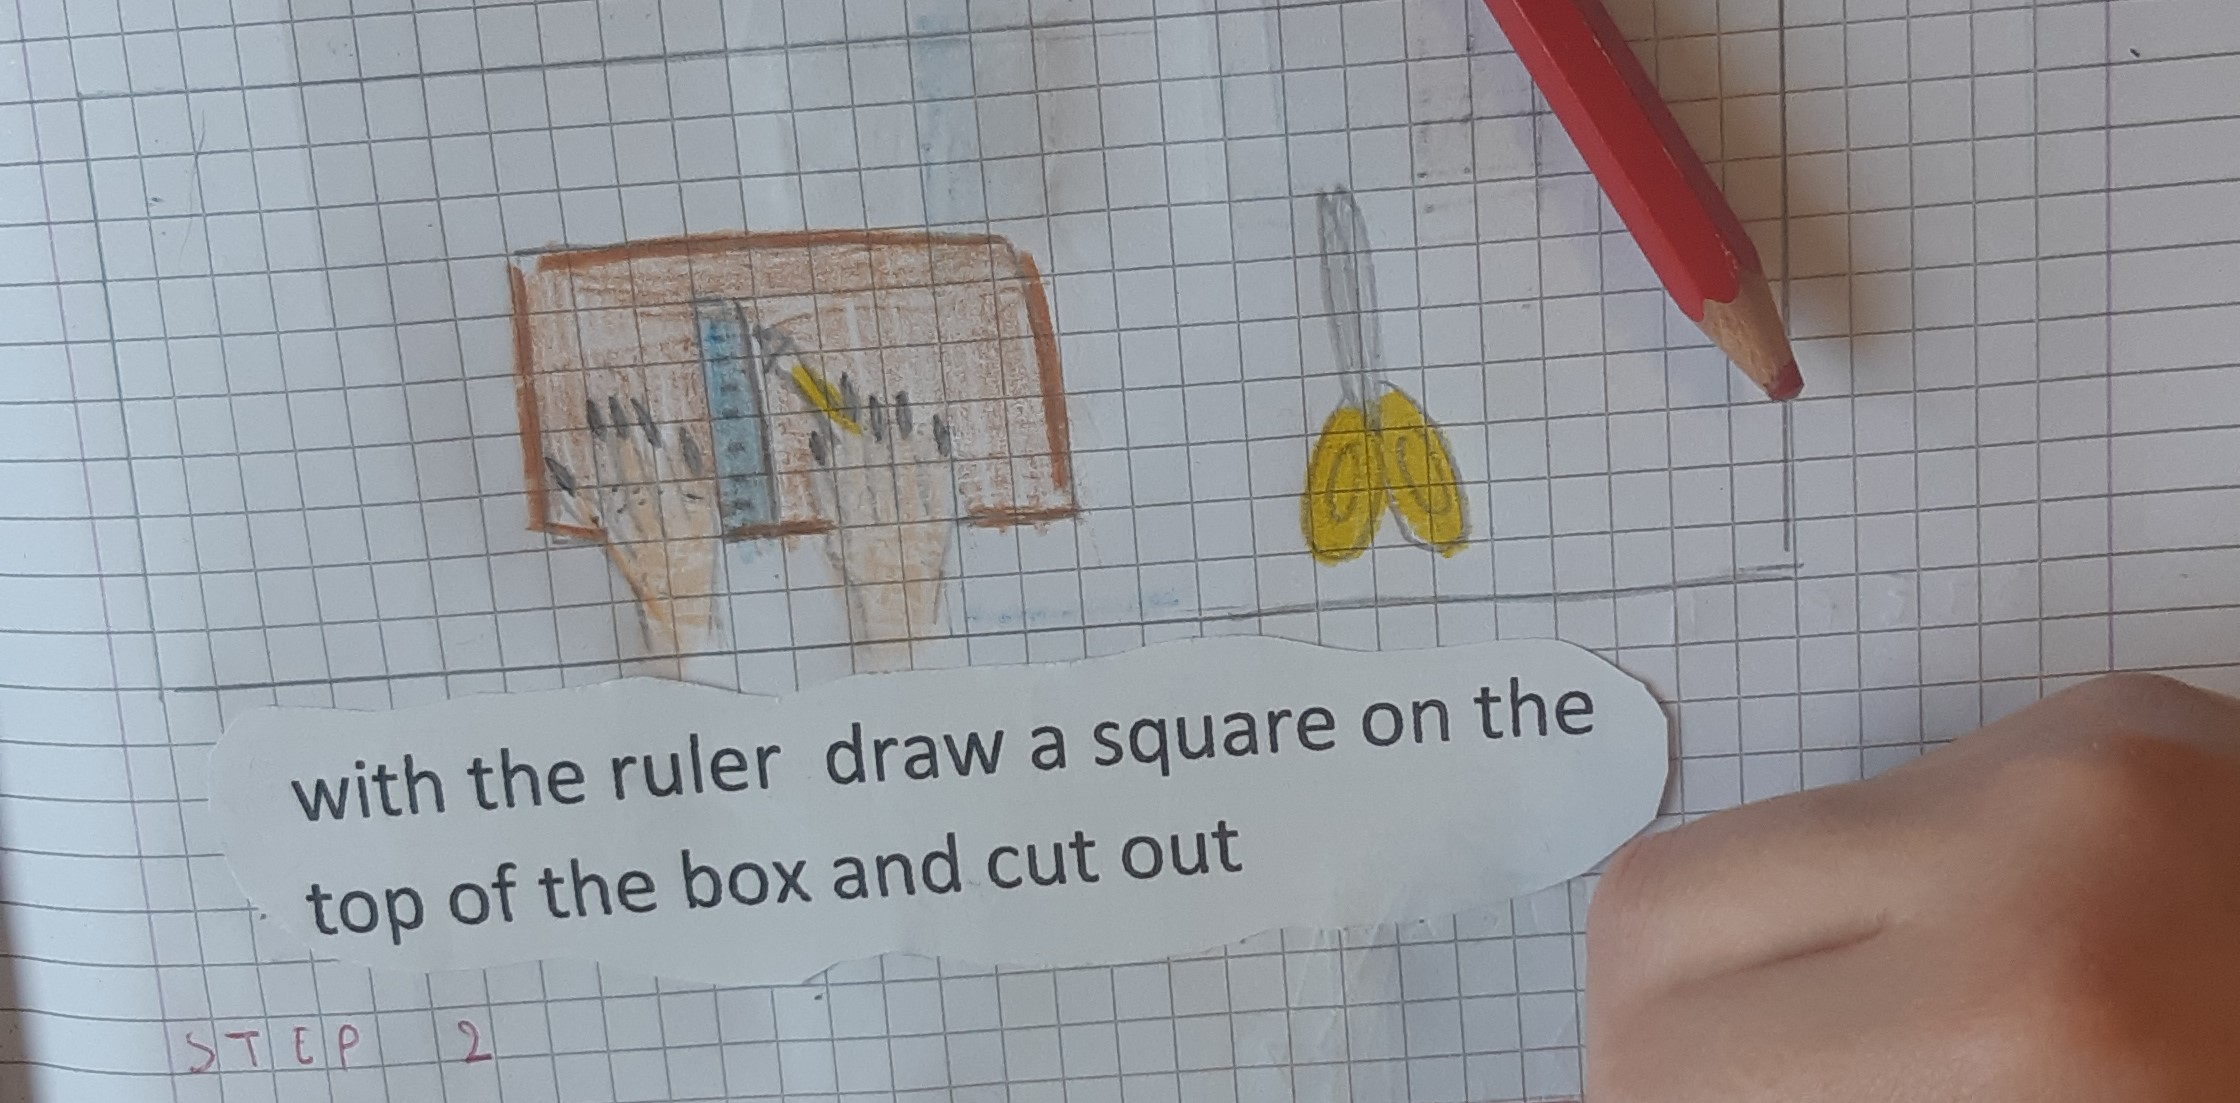 with the ruler draw a square on the
top of the box and cut out
STEP 2